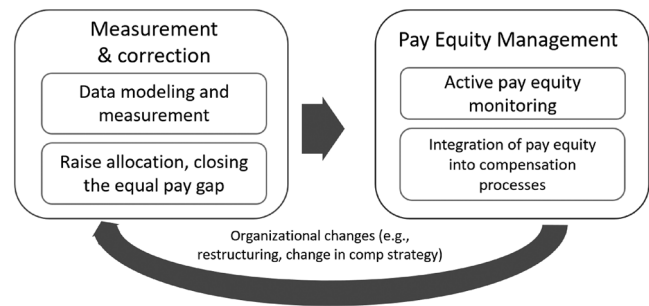 Measurement
& correction
Data modeling and
measurement
Raise allocation, closing
the equal pay gap
Pay Equity Management
Active pay equity
monitoring
Integration of pay equity
into compensation
processes
Organizational changes (e.g.,
restructuring, change in comp strategy)